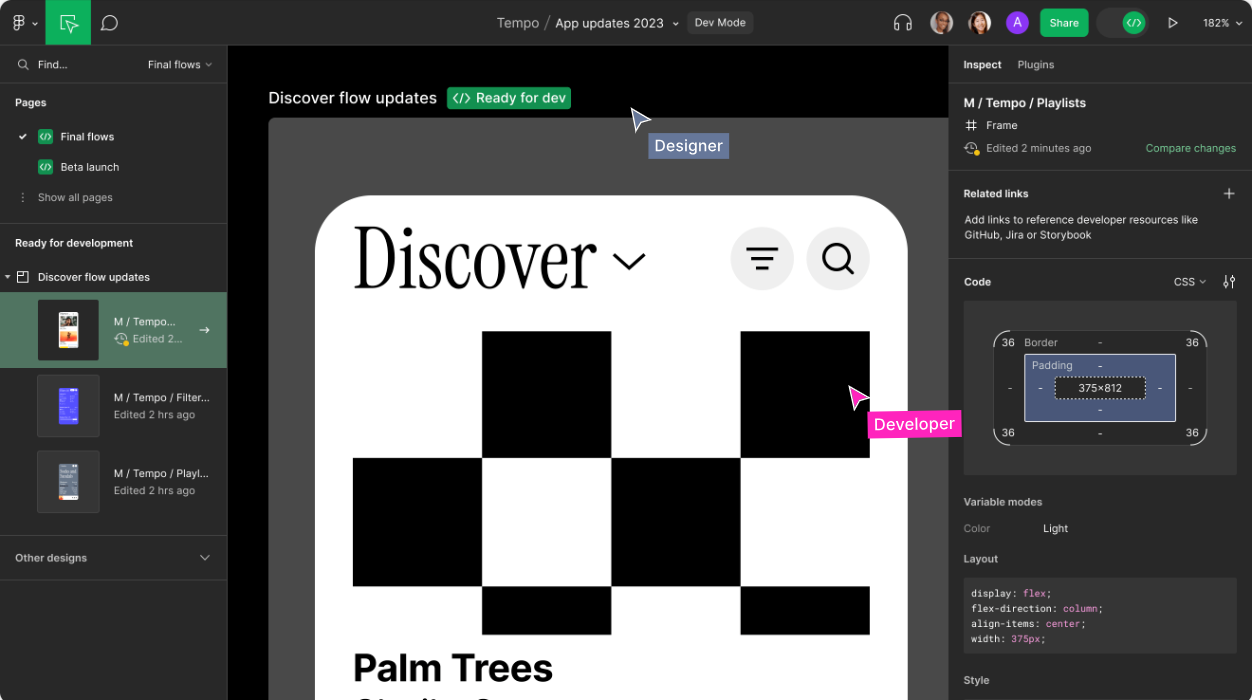 Tempo / App updates 2023
Dev Mode
A
Share
182%
Find...
Final flows
Pages
Final flows
Beta launch
Show all pages
Ready for development
Discover flow updates
M / Tempo...
Edited 2...
M / Tempo / Filter...
Edited 2 hrs ago
M / Tempo / Playl...
Edited 2 hrs ago
Other designs
Discover flow updates
</> Ready for dev
Designer
Discover
Developer
Palm Trees
Inspect
Plugins
M / Tempo / Playlists
Frame
Edited 2 minutes ago
Compare changes
Related links
Add links to reference developer resources like
GitHub, Jira or Storybook
Code
CSS
36 Border - 36
Padding -
- - 375×812 - -
-
36 - 36
Variable modes
Color Light
Layout
display: flex;
flex-direction: column;
align-items: center;
width: 375px;
Style